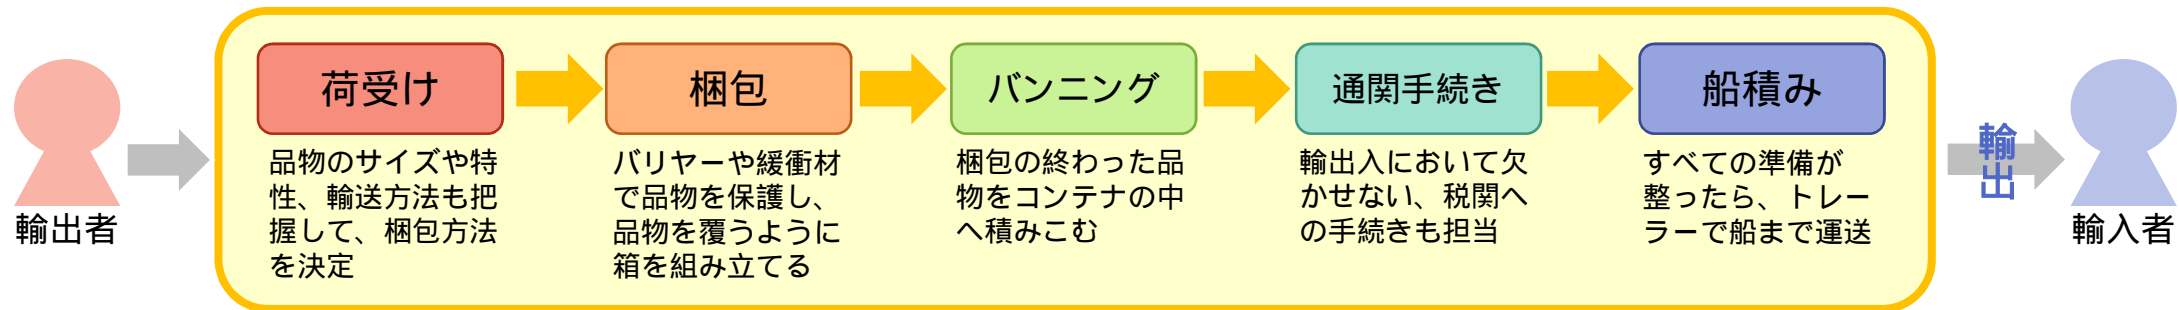 輸出者
荷受け
品物のサイズや特
性、輸送方法も把
握して、梱包方法
を決定
梱包
バリヤーや緩衝材
で品物を保護し、
品物を覆うように
箱を組み立てる
バンニング
梱包の終わった品
物をコンテナの中
へ積みこむ
通関手続き
輸出入において欠
かせない、税関へ
の手続きも担当
船積み
すべての準備が
整ったら、トレー
ラーで船まで運送
輸出
輸入者